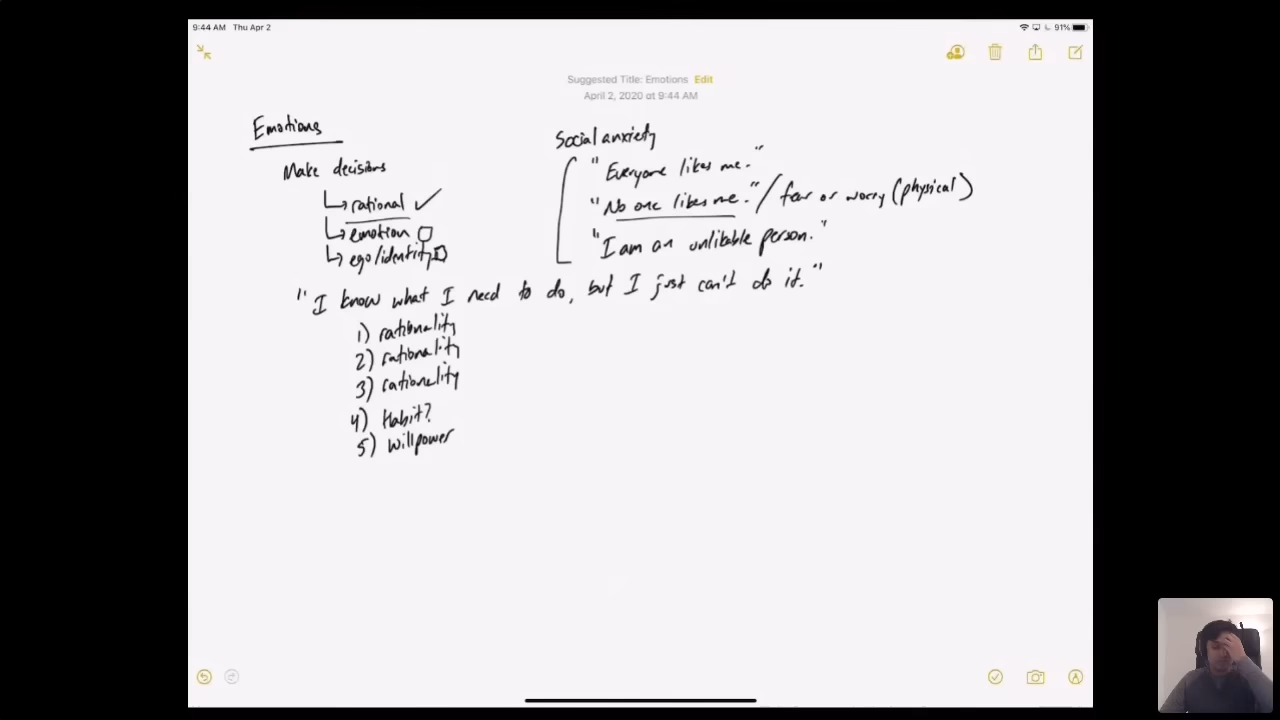 9:44 AM Thu Apr 2
91%
Suggested Title: Emotions Edit
April 2, 2020 at 9:44 AM
Emotions
Make decisions
rational
emotion
ego/identity
Social anxiety
"Everyone likes me."
"No one likes me." / fear or worry (physical)
"I am an unlikable person."
"I know what I need to do, but I just can't do it."
1) rationality
2) rationality
3) rationality
4) Habit?
5) willpower